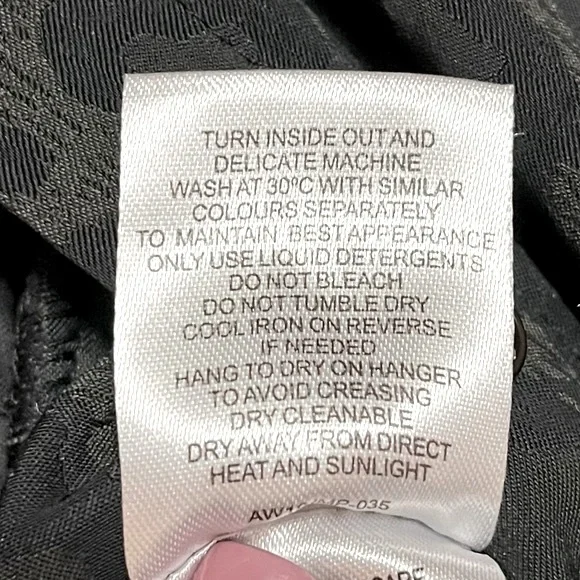 TURN INSIDE OUT AND
DELICATE MACHINE
WASH AT 30°C WITH SIMILAR
COLOURS SEPARATELY
TO MAINTAIN BEST APPEARANCE
ONLY USE LIQUID DETERGENTS
DO NOT BLEACH
DO NOT TUMBLE DRY
COOL IRON ON REVERSE
IF NEEDED
HANG TO DRY ON HANGER
TO AVOID CREASING
DRY CLEANABLE
DRY AWAY FROM DIRECT
HEAT AND SUNLIGHT